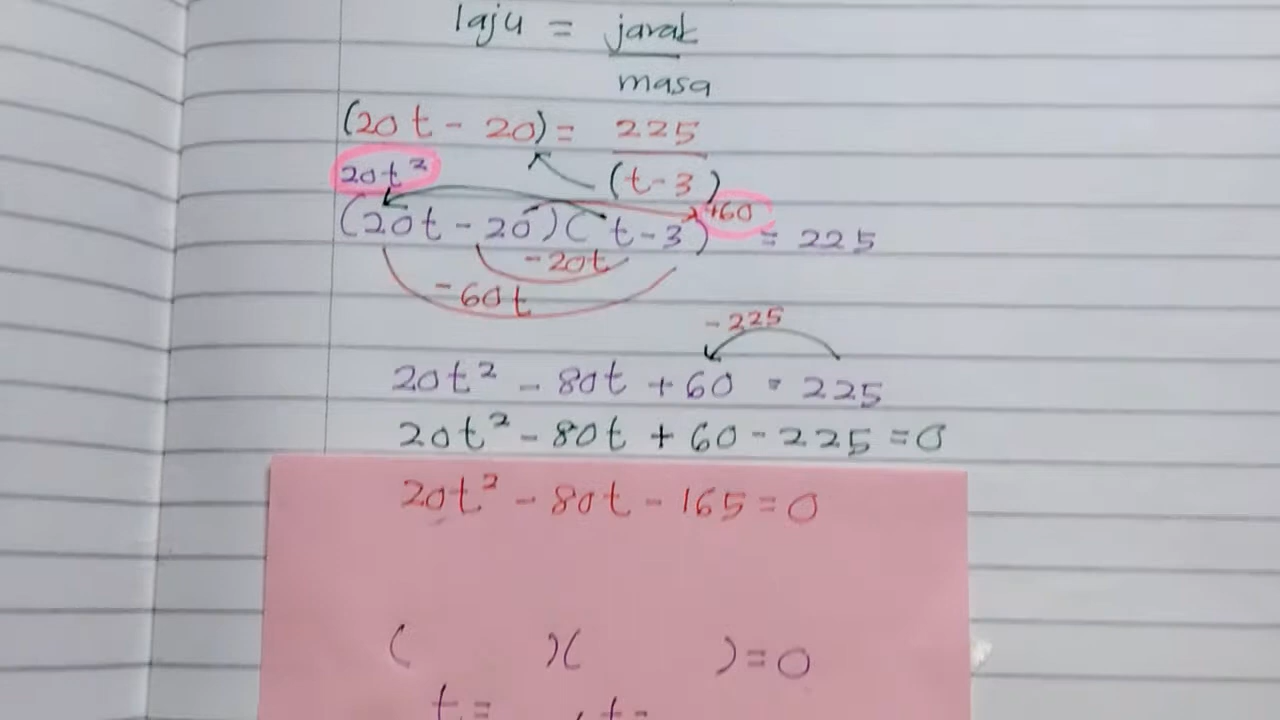 laju = jarak
masa
(20t - 20) = 225
20t² (t-3)
+60
(20t - 20)(t-3) = 225
-20t
-60t
-225
20t² - 80t + 60 = 225
20t² - 80t + 60 - 225 = 0
20t² - 80t - 165 = 0
( )( ) = 0
t = , t =